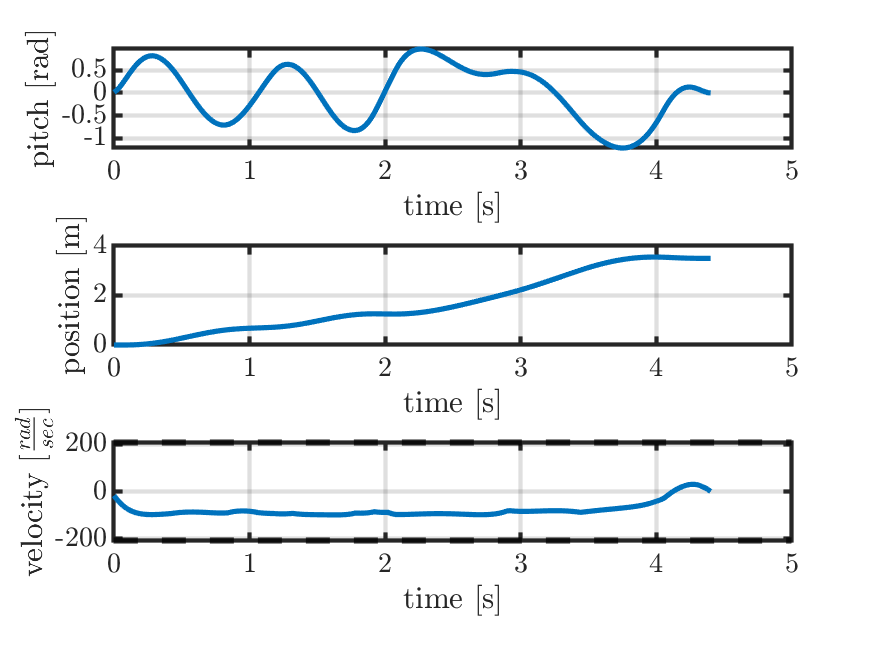 pitch [rad]
0.5
0
-0.5
-1
0 1 2 3 4 5
time [s]
position [m]
4
2
0
0 1 2 3 4 5
time [s]
velocity [rad/sec]
200
0
-200
0 1 2 3 4 5
time [s]